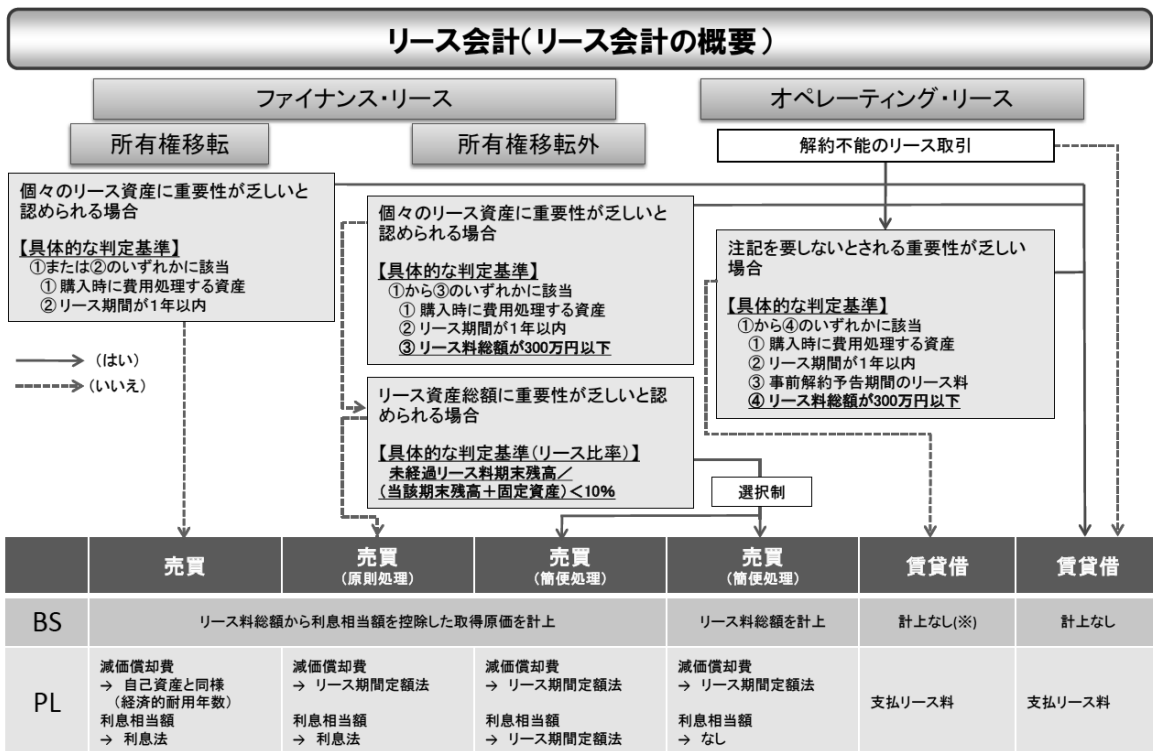 リース会計(リース会計の概要)
ファイナンス・リース
オペレーティング・リース
所有権移転
所有権移転外
解約不能のリース取引
個々のリース資産に重要性が乏しいと
認められる場合
【具体的な判定基準】
①または②のいずれかに該当
① 購入時に費用処理する資産
② リース期間が1年以内
個々のリース資産に重要性が乏しいと
認められる場合
【具体的な判定基準】
①から③のいずれかに該当
① 購入時に費用処理する資産
② リース期間が1年以内
③ リース料総額が300万円以下
注記を要しないとされる重要性が乏しい
場合
【具体的な判定基準】
①から④のいずれかに該当
① 購入時に費用処理する資産
② リース期間が1年以内
③ 事前解約予告期間のリース料
④ リース料総額が300万円以下
(はい)
(いいえ)
リース資産総額に重要性が乏しいと認
められる場合
【具体的な判定基準(リース比率)】
未経過リース料期末残高/
(当該期末残高+固定資産)<10%
選択制
売買
売買
(原則処理)
売買
(簡便処理)
売買
(簡便処理)
賃貸借
賃貸借
BS
リース料総額から利息相当額を控除した取得原価を計上
リース料総額を計上
計上なし(※)
計上なし
PL
減価償却費
→ 自己資産と同様
(経済的耐用年数)
利息相当額
→ 利息法
減価償却費
→ リース期間定額法
利息相当額
→ 利息法
減価償却費
→ リース期間定額法
利息相当額
→ リース期間定額法
減価償却費
→ リース期間定額法
利息相当額
→ なし
支払リース料
支払リース料